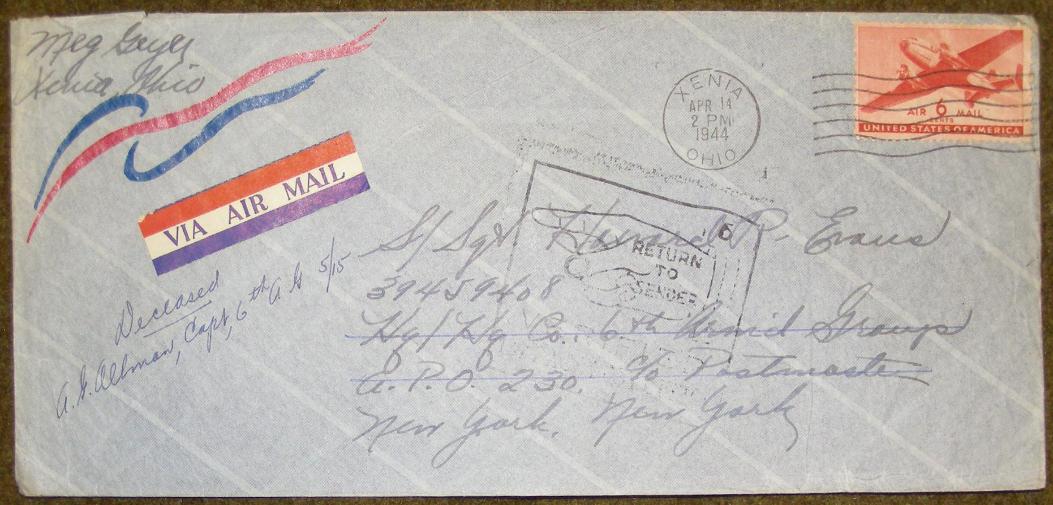 Meg Gayer
Xenia, Ohio
XENIA
APR 14
2 PM
1944
OHIO
AIR 6 MAIL
CENTS
UNITED STATES OF AMERICA
VIA AIR MAIL
S/Sgt Howard R. Evans
39459408
Hq/Hq Co. 6th Armd Group
A. P. O. 230, c/o Postmaster
New York, New York
RETURN
TO
SENDER
Deceased
A. G. Altman, Capt, 6th A G 5/15